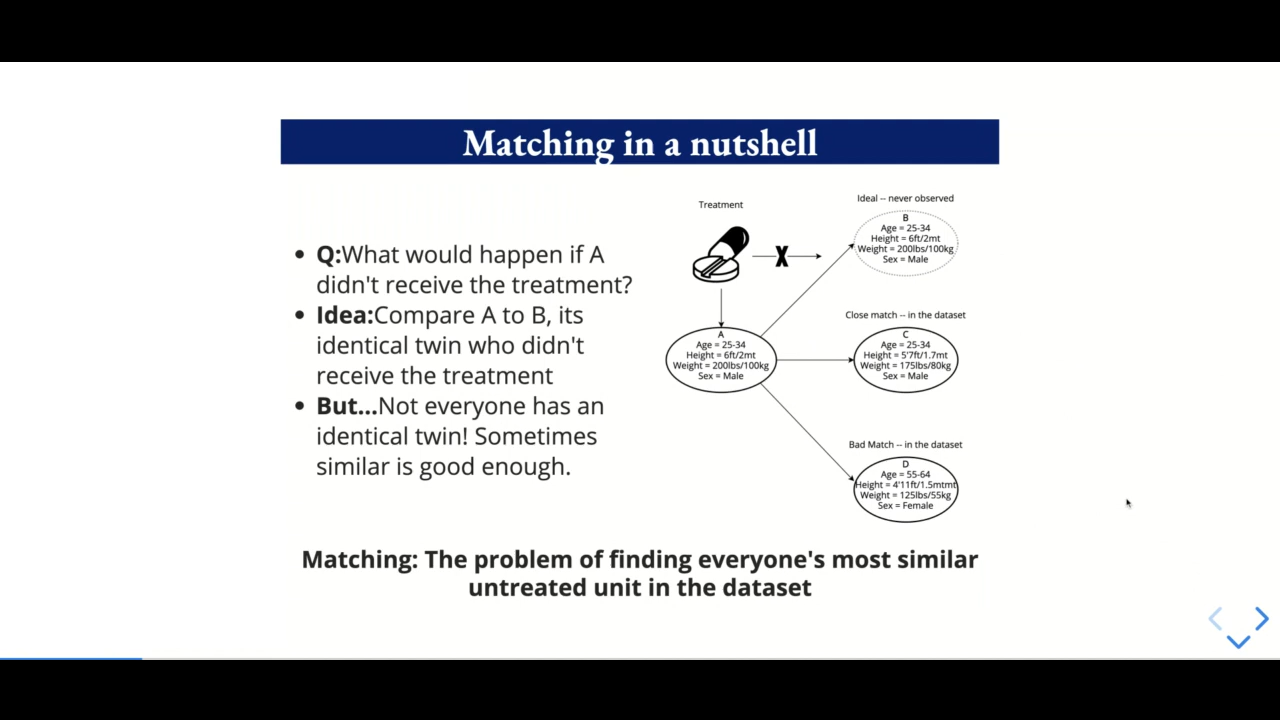 Matching in a nutshell
• Q:What would happen if A
didn't receive the treatment?
• Idea:Compare A to B, its
identical twin who didn't
receive the treatment
• But...Not everyone has an
identical twin! Sometimes
similar is good enough.
Treatment
X
A
Age = 25-34
Height = 6ft/2mt
Weight = 200lbs/100kg
Sex = Male
Ideal -- never observed
B
Age = 25-34
Height = 6ft/2mt
Weight = 200lbs/100kg
Sex = Male
Close match -- in the dataset
C
Age = 25-34
Height = 5'7ft/1.7mt
Weight = 175lbs/80kg
Sex = Male
Bad Match -- in the dataset
D
Age = 55-64
Height = 4'11ft/1.5mtmt
Weight = 125lbs/55kg
Sex = Female
Matching: The problem of finding everyone's most similar
untreated unit in the dataset